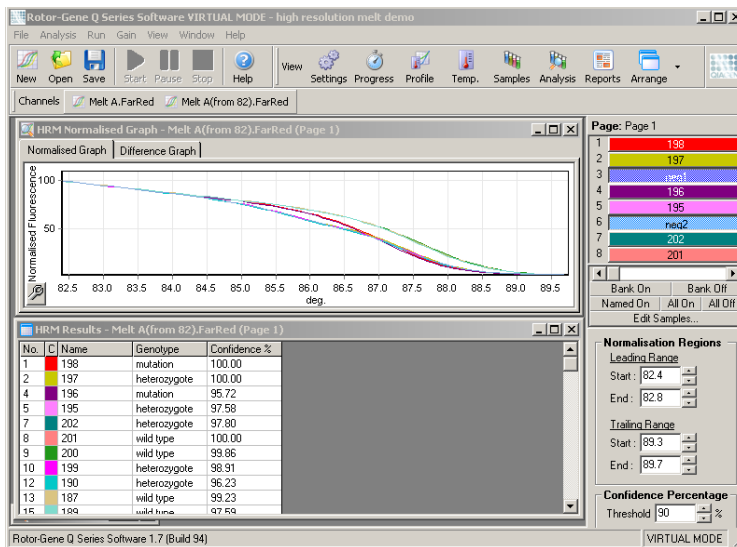 Rotor-Gene Q Series Software VIRTUAL MODE - high resolution melt demo
File Analysis Run Gain View Window Help
New Open Save Start Pause Stop Help View Settings Progress Profile Temp. Samples Analysis Reports Arrange
Channels Melt A.FarRed Melt A(from 82).FarRed
HRM Normalised Graph - Melt A(from 82).FarRed (Page 1)
Normalised Graph Difference Graph
Normalised Fluorescence
100
50
82.5 83.0 83.5 84.0 84.5 85.0 85.5 86.0 86.5 87.0 87.5 88.0 88.5 89.0 89.5
deg.
HRM Results - Melt A(from 82).FarRed (Page 1)
No. C Name Genotype Confidence %
1 198 mutation 100.00
2 197 heterozygote 100.00
4 196 mutation 95.72
5 195 heterozygote 97.58
7 202 heterozygote 97.80
8 201 wild type 100.00
9 200 wild type 99.86
10 199 heterozygote 98.91
12 190 heterozygote 96.23
13 187 wild type 99.23
15 189 wild type 97.59
Page: Page 1
1 198
2 197
3 neg1
4 196
5 195
6 neg2
7 202
8 201
Bank On Bank Off
Named On All On All Off
Edit Samples...
Normalisation Regions
Leading Range
Start : 82.4
End : 82.8
Trailing Range
Start : 89.3
End : 89.7
Confidence Percentage
Threshold 90 %
Rotor-Gene Q Series Software 1.7 (Build 94)
VIRTUAL MODE